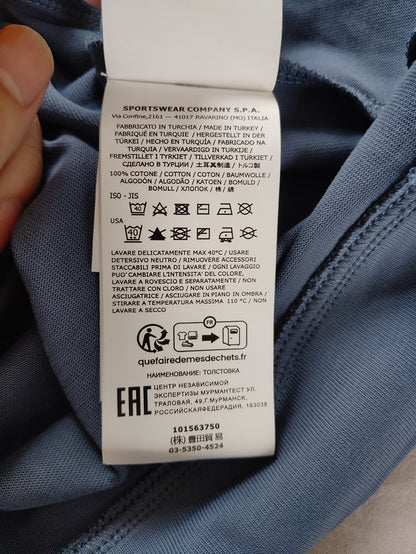 SPORTSWEAR COMPANY S.P.A.
Via Confine,2161 — 41017 RAVARINO (MO) ITALIA
FABRICATO IN TURCHIA / MADE IN TURKEY /
FABRIQUÉ EN TURQUIE / HERGESTELLT IN DER
TÜRKEI / HECHO EN TURQUÍA / FABRICADO NA
TURQUIA / VERVAARDIGD IN TURKIJE /
FREMSTILLET I TYRKIET / TILLVERKAD I TURKIET /
СДЕЛАНО В ТУРЦИИ / 土耳其制造 / トルコ製
100% COTONE / COTTON / COTON / BAUMWOLLE /
ALGODÓN / ALGODÃO / KATOEN / BOMULD /
BOMULL / ХЛОПОК / 棉 / 綿
ISO - JIS
40
USA
40
LAVARE DELICATAMENTE MAX 40°C / USARE
DETERSIVO NEUTRO / RIMUOVERE ACCESSORI
STACCABILI PRIMA DI LAVARE / OGNI LAVAGGIO
PUO' CAMBIARE L'INTENSITA' DEL COLORE,
LAVARE A ROVESCIO E SEPARATAMENTE / NON
TRATTARE CON CLORO / NON USARE
ASCIUGATRICE / ASCIUGARE PIANO IN OMBRA /
STIRARE A TEMPERATURA MASSIMA 110 °C / NON
LAVARE A SECCO
FR
quefairedemesdechets.fr
НАИМЕНОВАНИЕ: ТОЛСТОВКА
EAC
ЦЕНТР НЕЗАВИСИМОЙ
ЭКСПЕРТИЗЫ МУРМАНТЕСТ УЛ.
ТРАЛОВАЯ, 49,Г.МУРМАНСК,
РОССИЙСКАЯФЕДЕРАДИЯ, 183038
101563750
(株) 豊田貿易
03-5350-4524